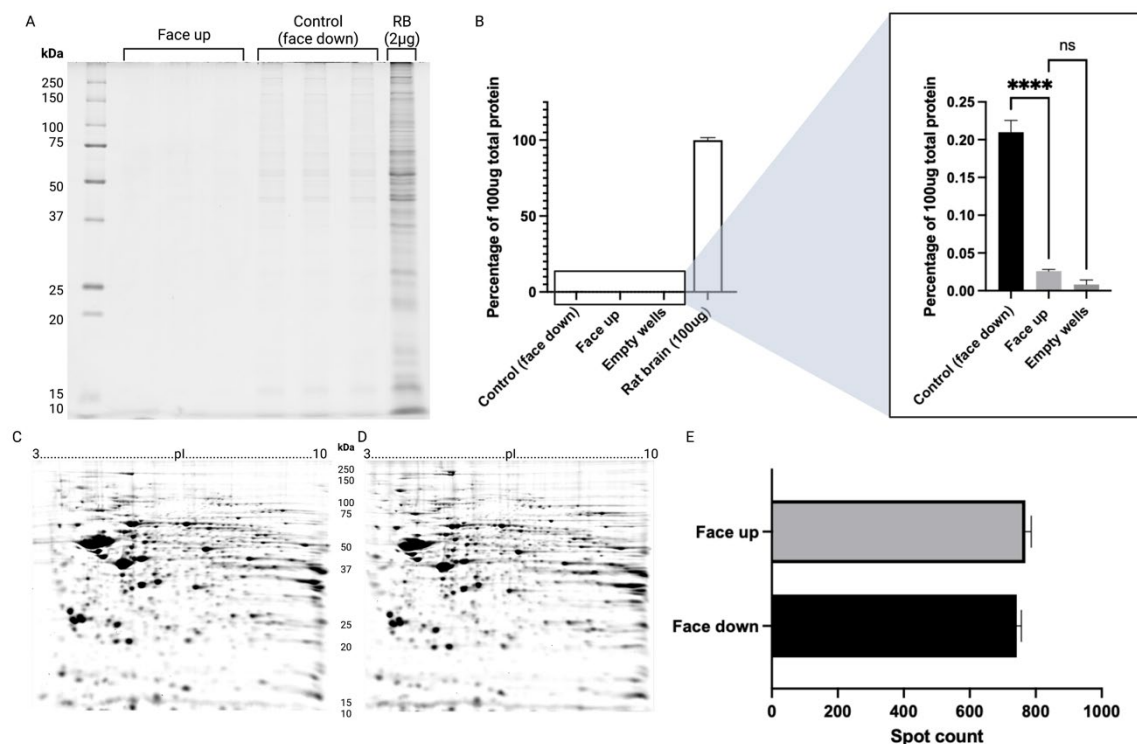 A
Face up
Control
(face down)
RB
(2µg)
kDa
250
150
100
75
50
37
25
20
15
10
B
Percentage of 100ug total protein
100
50
0
Control (face down)
Face up
Empty wells
Rat brain (100ug)
ns
****
Percentage of 100ug total protein
0.25
0.20
0.15
0.10
0.05
0.00
Control (face down)
Face up
Empty wells
C
3............................pI............................10
D
kDa
250
150
100
75
50
37
25
20
15
10
3............................pI............................10
E
Face up
Face down
0 200 400 600 800 1000
Spot count